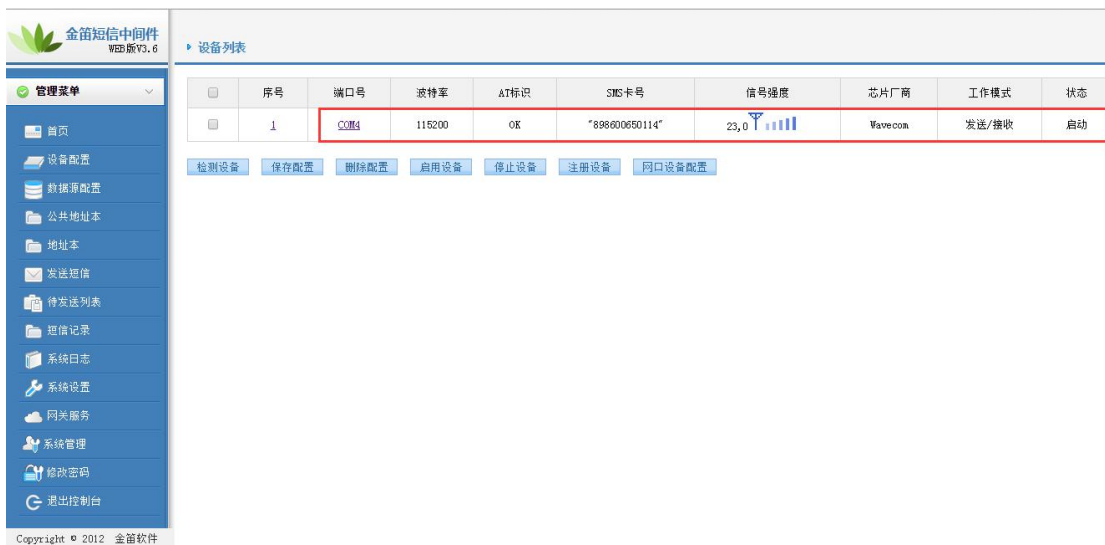 金笛短信中间件
WEB版V3.6
设备列表
管理菜单
首页
设备配置
数据源配置
公共地址本
地址本
发送短信
待发送列表
短信记录
系统日志
系统设置
网关服务
系统管理
修改密码
退出控制台
Copyright © 2012 金笛软件
序号 端口号 波特率 AT标识 SMS卡号 信号强度 芯片厂商 工作模式 状态
1 COM4 115200 OK "898600650114" 23,0 Wavecom 发送/接收 启动
检测设备 保存配置 删除配置 启用设备 停止设备 注册设备 网口设备配置